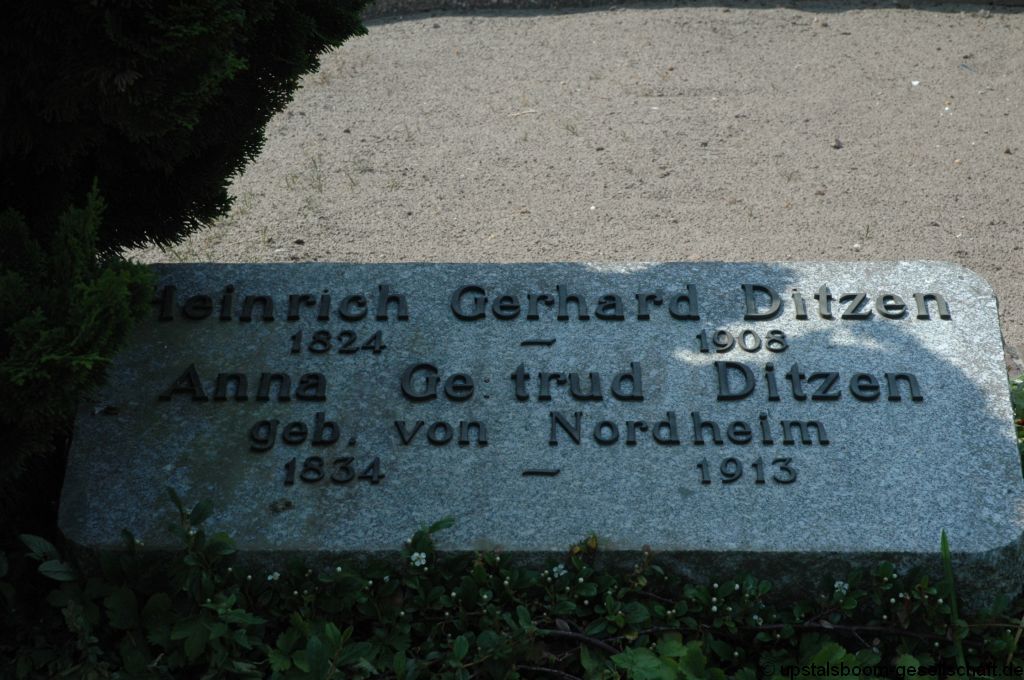 Heinrich Gerhard Ditzen
1824 – 1908
Anna Ge trud Ditzen
geb. von Nordheim
1834 – 1913
© upstalsboom-gesellschaft.de